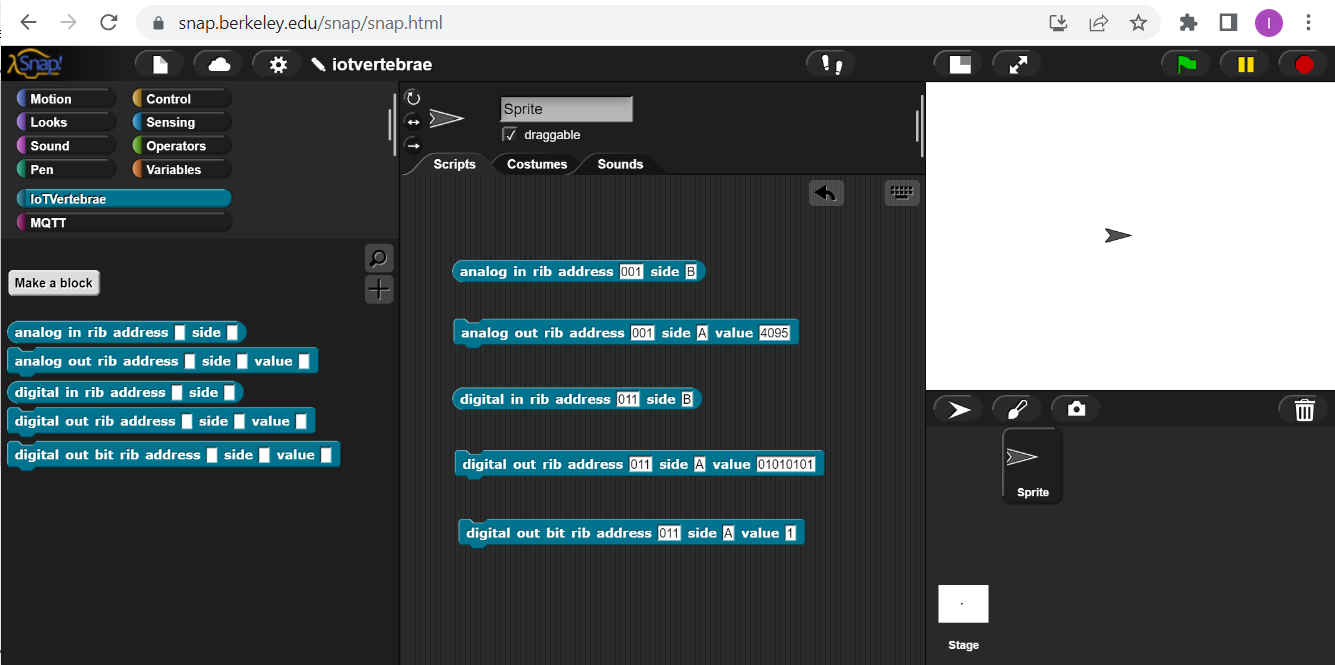 snap.berkeley.edu/snap/snap.html
I
Snap!
iotvertebrae
Motion Control
Looks Sensing
Sound Operators
Pen Variables
IoTVertebrae
MQTT
Make a block
analog in rib address side
analog out rib address side value
digital in rib address side
digital out rib address side value
digital out bit rib address side value
Sprite
draggable
Scripts Costumes Sounds
analog in rib address 001 side B
analog out rib address 001 side A value 4095
digital in rib address 011 side B
digital out rib address 011 side A value 01010101
digital out bit rib address 011 side A value 1
Sprite
Stage